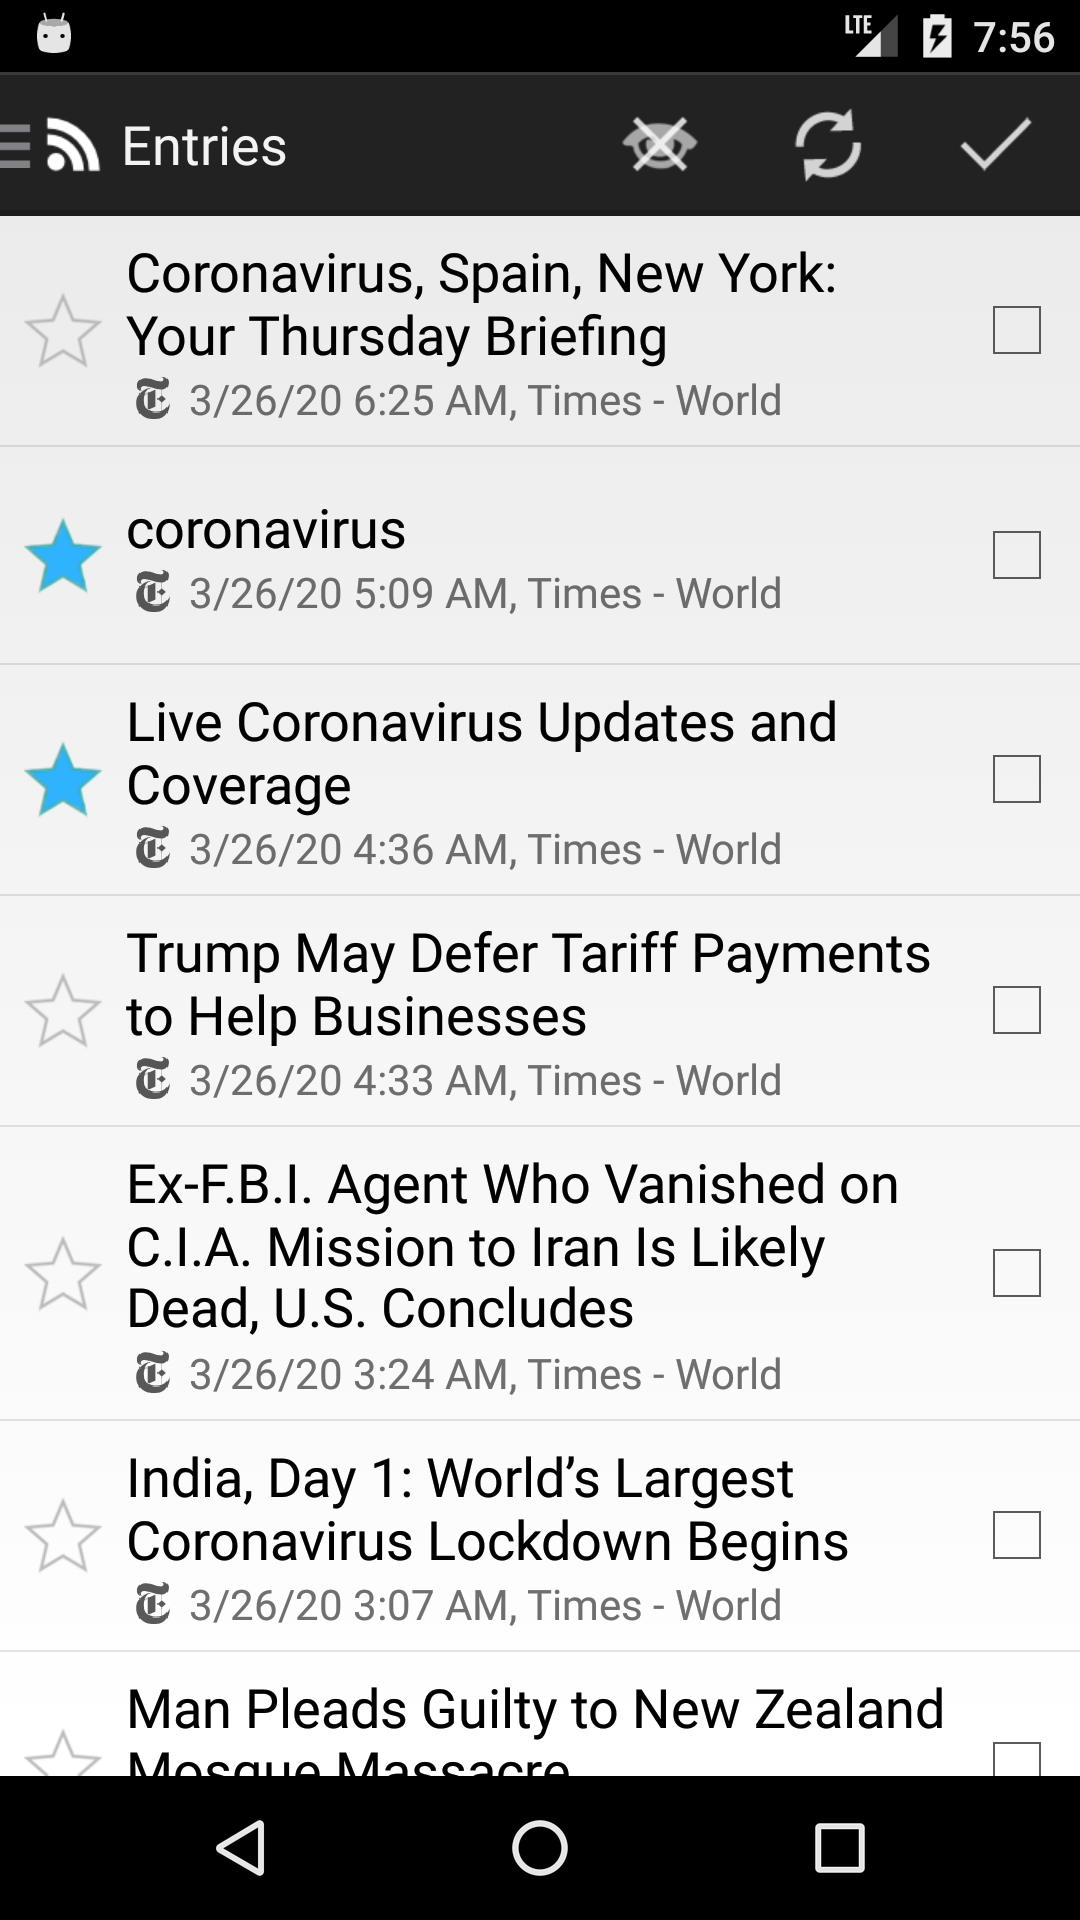 LTE 7:56
Entries
Coronavirus, Spain, New York:
Your Thursday Briefing
3/26/20 6:25 AM, Times - World
coronavirus
3/26/20 5:09 AM, Times - World
Live Coronavirus Updates and
Coverage
3/26/20 4:36 AM, Times - World
Trump May Defer Tariff Payments
to Help Businesses
3/26/20 4:33 AM, Times - World
Ex-F.B.I. Agent Who Vanished on
C.I.A. Mission to Iran Is Likely
Dead, U.S. Concludes
3/26/20 3:24 AM, Times - World
India, Day 1: World’s Largest
Coronavirus Lockdown Begins
3/26/20 3:07 AM, Times - World
Man Pleads Guilty to New Zealand
Mosque Massacre